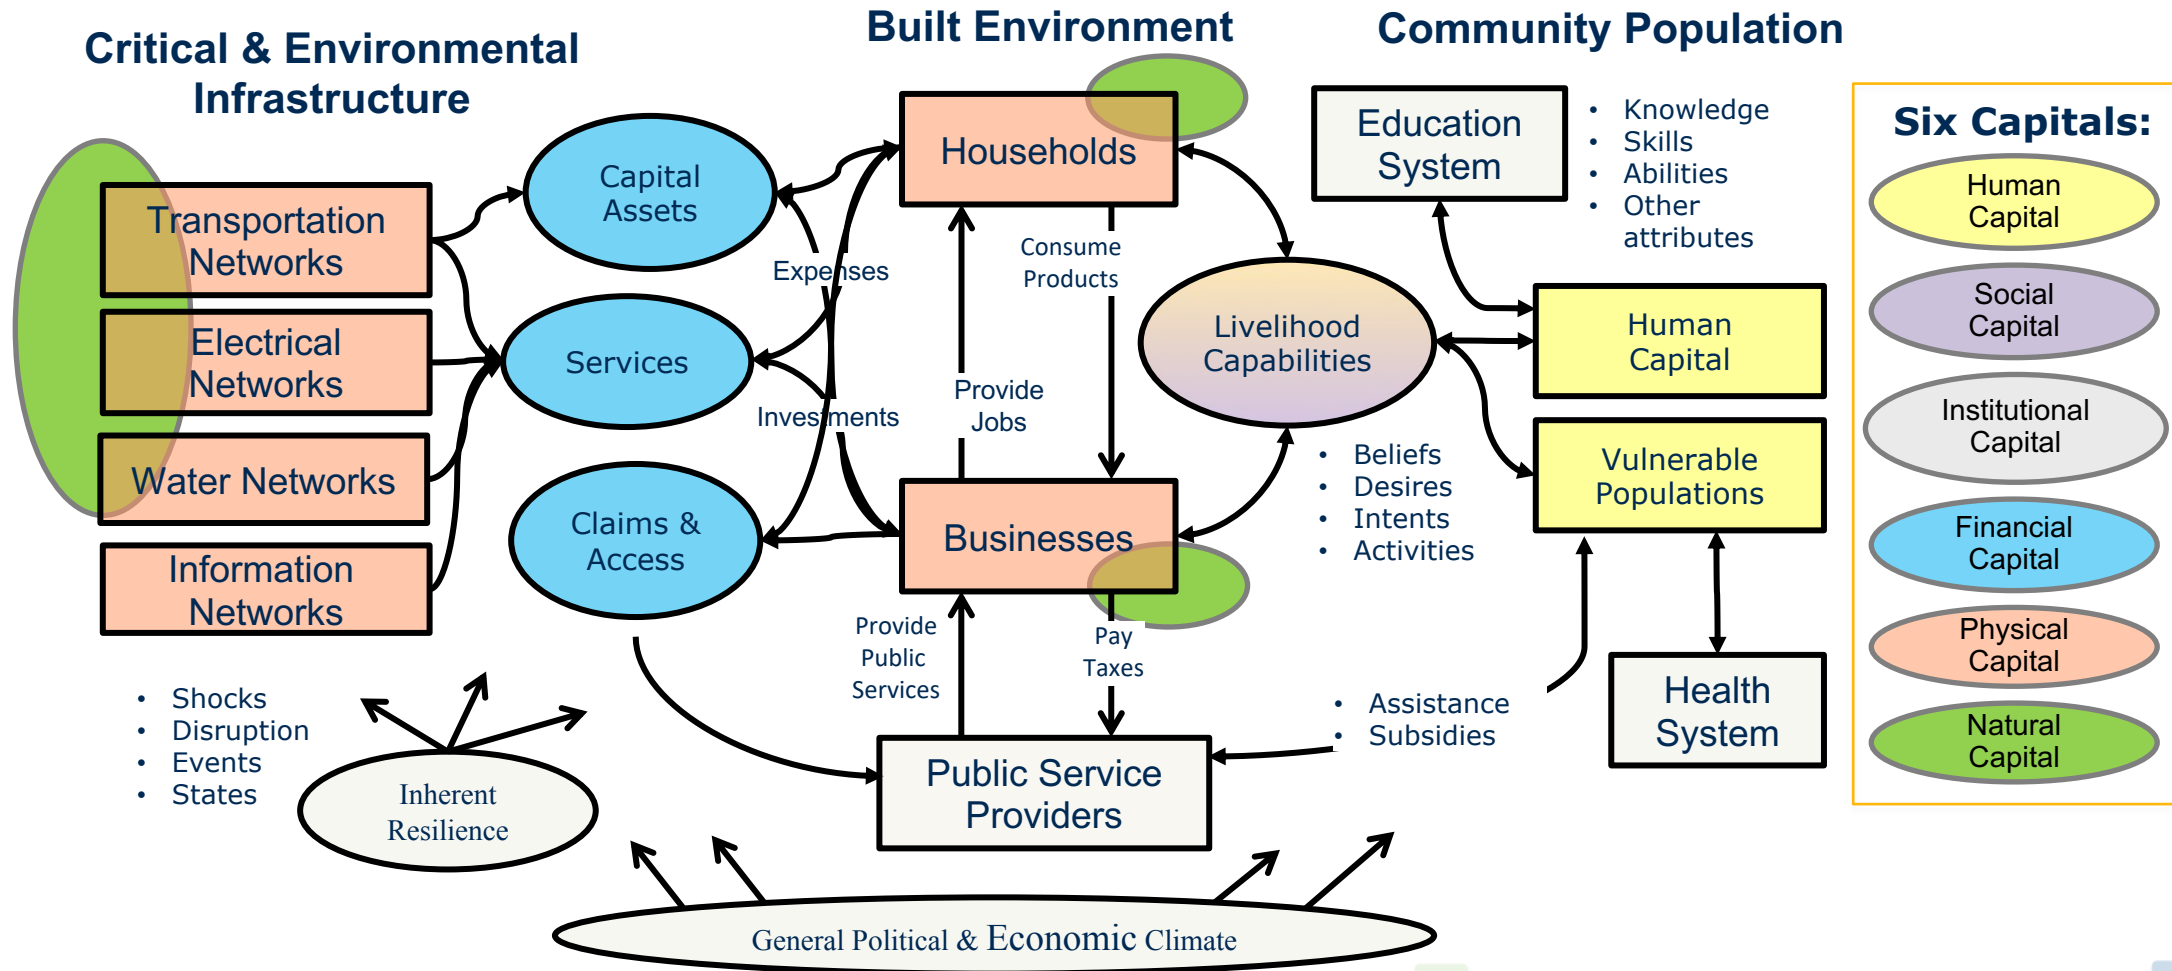 Critical & Environmental
Infrastructure
Built Environment
Community Population
Transportation
Networks
Electrical
Networks
Water Networks
Information
Networks
Capital
Assets
Services
Claims &
Access
Expenses
Investments
Households
Consume
Products
Provide
Jobs
Businesses
Provide
Public
Services
Pay
Taxes
Public Service
Providers
Livelihood
Capabilities
Education
System
• Knowledge
• Skills
• Abilities
• Other
attributes
Human
Capital
Vulnerable
Populations
• Beliefs
• Desires
• Intents
• Activities
• Assistance
• Subsidies
Health
System
• Shocks
• Disruption
• Events
• States
Inherent
Resilience
General Political & Economic Climate
Six Capitals:
Human
Capital
Social
Capital
Institutional
Capital
Financial
Capital
Physical
Capital
Natural
Capital